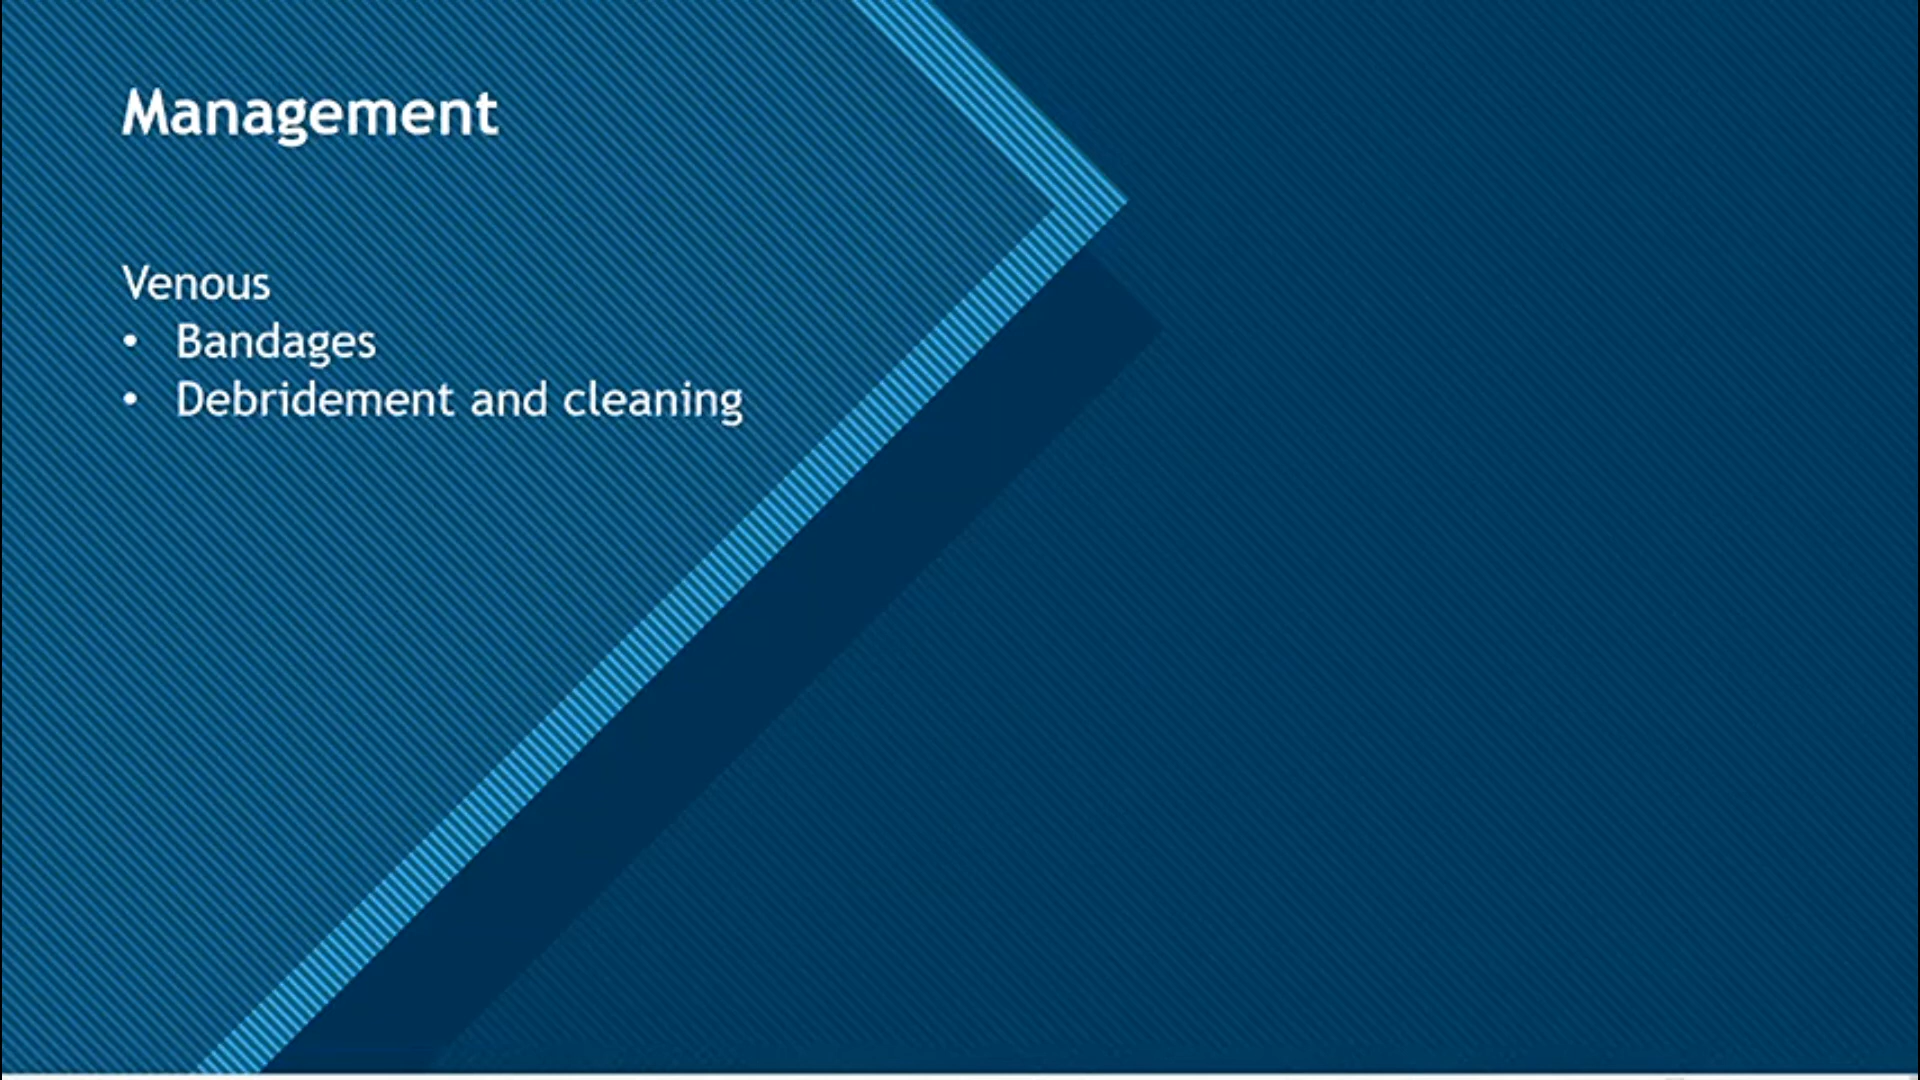 Management
Venous
• Bandages
• Debridement and cleaning